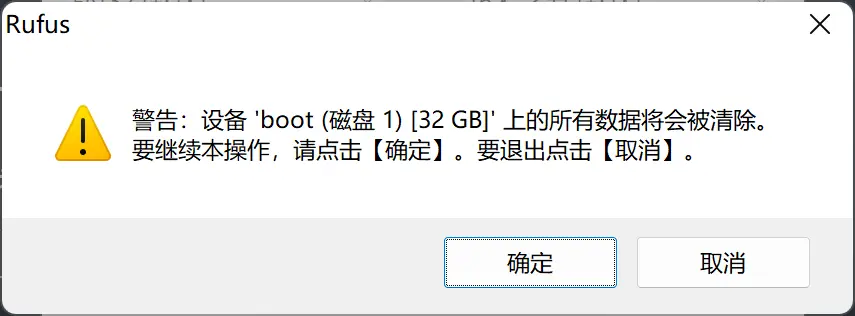 Rufus
警告：设备 'boot (磁盘 1) [32 GB]' 上的所有数据将会被清除。
要继续本操作，请点击【确定】。要退出点击【取消】。
确定
取消